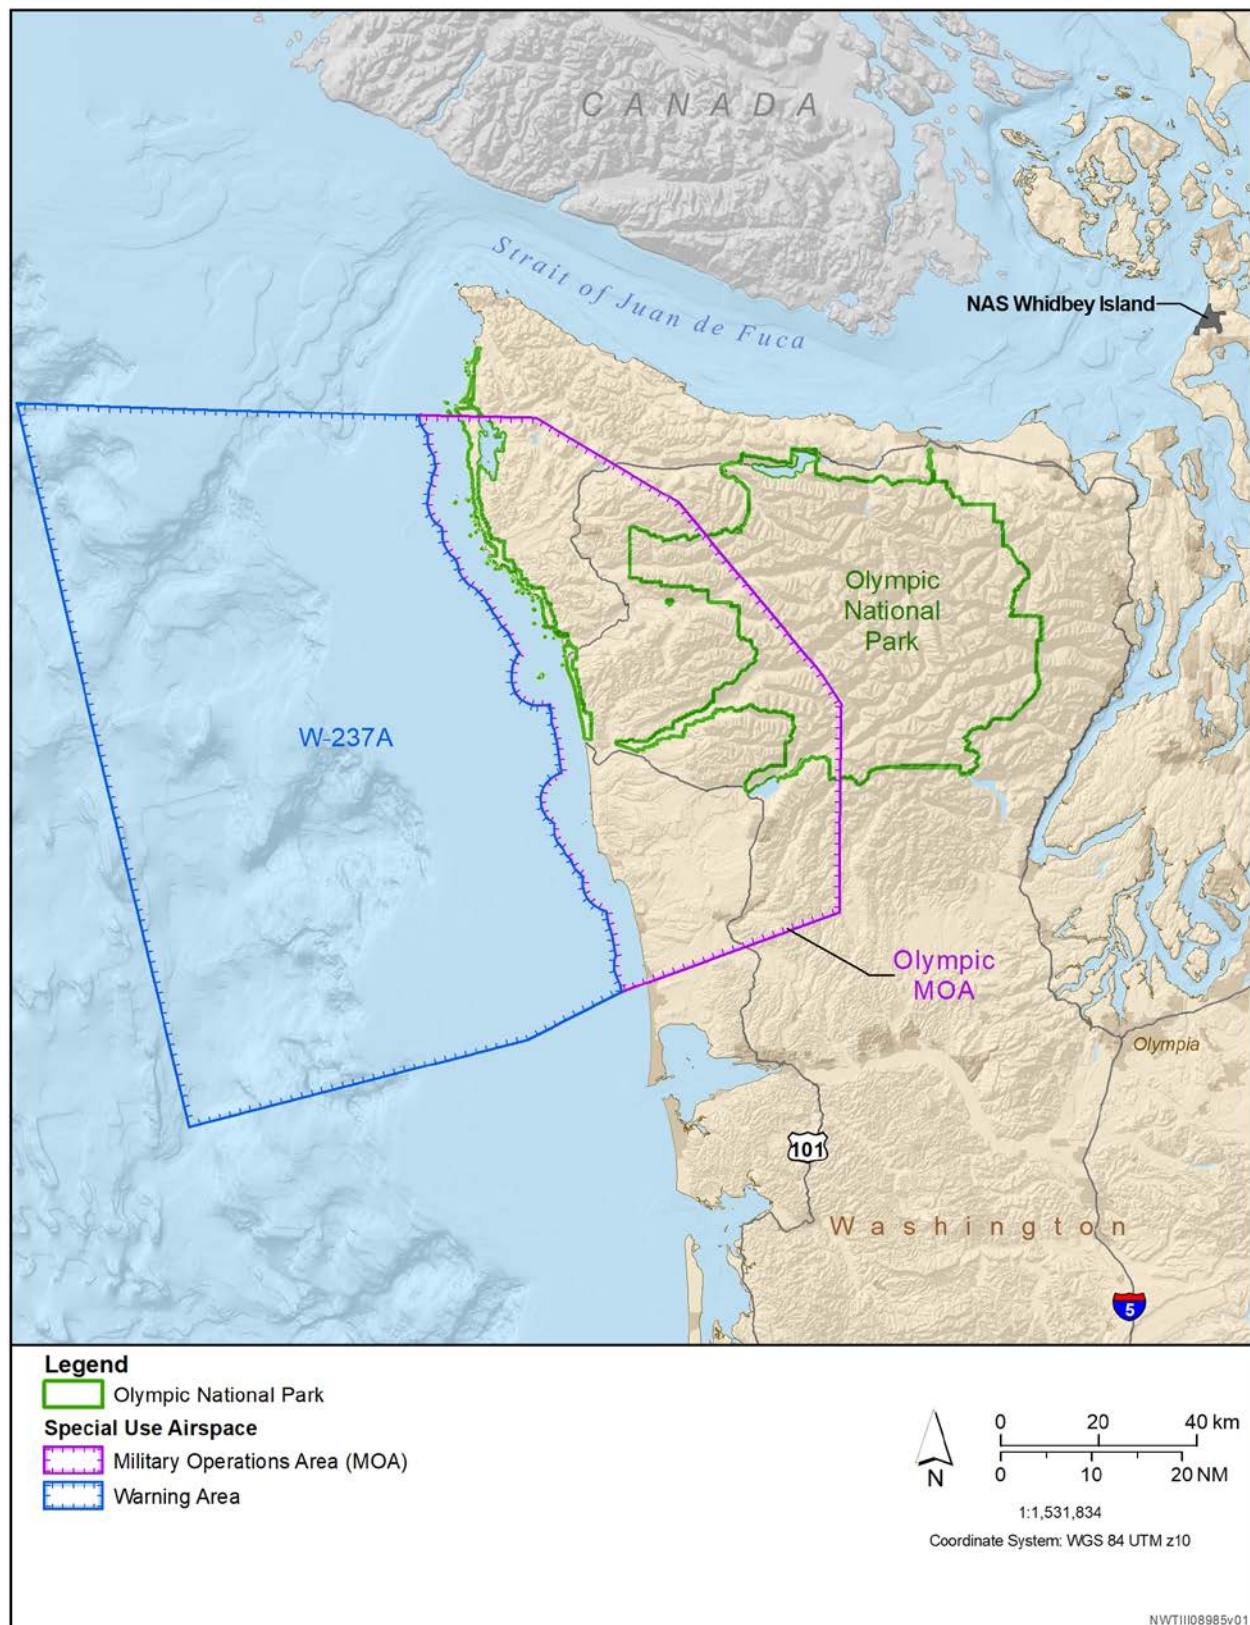 CANADA
Strait of Juan de Fuca
NAS Whidbey Island
Olympic
National
Park
W-237A
Olympic
MOA
Olympia
101
Washington
5
Legend
Olympic National Park
Special Use Airspace
Military Operations Area (MOA)
Warning Area
N
0 20 40 km
0 10 20 NM
1:1,531,834
Coordinate System: WGS 84 UTM z10
NWTIII08985v01